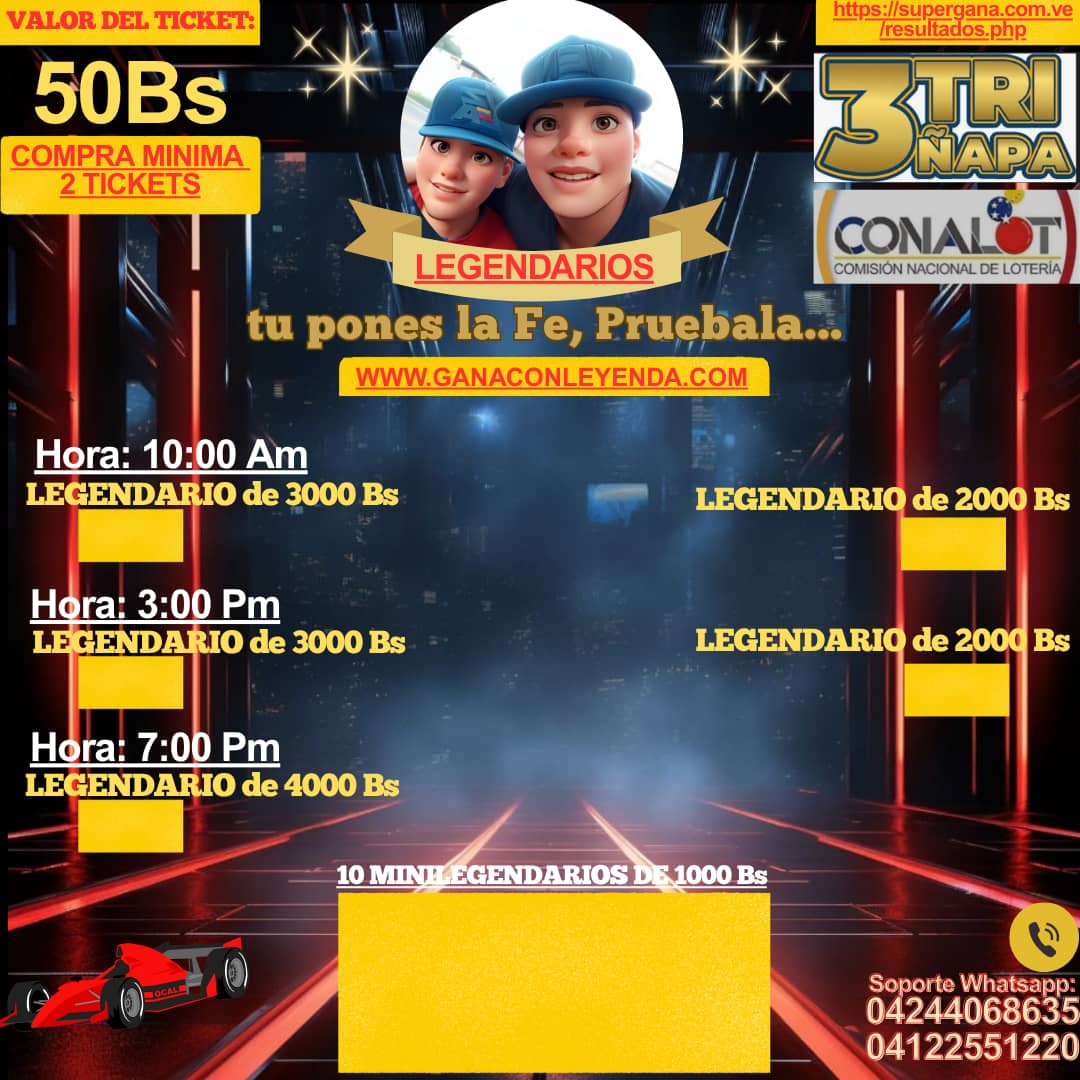 VALOR DEL TICKET:
50Bs
COMPRA MINIMA
2 TICKETS
https://supergana.com.ve
/resultados.php
3 TRI
ÑAPA
CONALOT
COMISIÓN NACIONAL DE LOTERÍA
LEGENDARIOS
tu pones la Fe, Pruebala...
WWW.GANACONLEYENDA.COM
Hora: 10:00 Am
LEGENDARIO de 3000 Bs
LEGENDARIO de 2000 Bs
Hora: 3:00 Pm
LEGENDARIO de 3000 Bs
LEGENDARIO de 2000 Bs
Hora: 7:00 Pm
LEGENDARIO de 4000 Bs
10 MINILEGENDARIOS DE 1000 Bs
OCAL
Soporte Whatsapp:
04244068635
04122551220